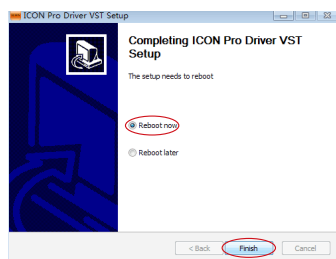 ICON Pro Driver VST Setup
Completing ICON Pro Driver VST
Setup
The setup needs to reboot
Reboot now
Reboot later
< Back
Finish
Cancel